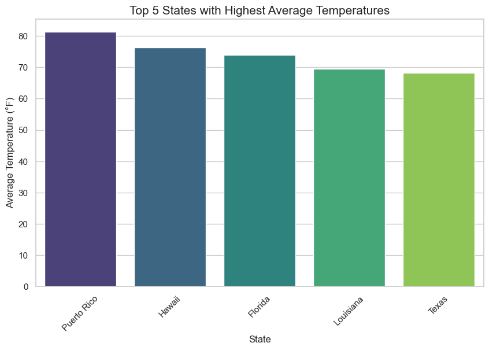 Top 5 States with Highest Average Temperatures
Average Temperature (°F)
80
70
60
50
40
30
20
10
0
Puerto Rico
Hawaii
Florida
Louisiana
Texas
State